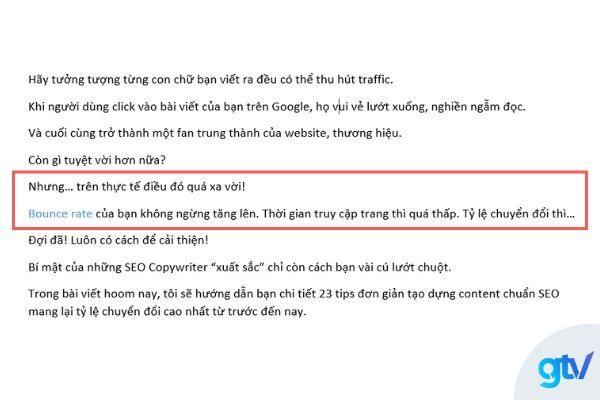 Hãy tưởng tượng từng con chữ bạn viết ra đều có thể thu hút traffic.
Khi người dùng click vào bài viết của bạn trên Google, họ vui vẻ lướt xuống, nghiền ngẫm đọc.
Và cuối cùng trở thành một fan trung thành của website, thương hiệu.
Còn gì tuyệt vời hơn nữa?
Nhưng… trên thực tế điều đó quá xa vời!
Bounce rate của bạn không ngừng tăng lên. Thời gian truy cập trang thì quá thấp. Tỷ lệ chuyển đổi thì…
Đợi đã! Luôn có cách để cải thiện!
Bí mật của những SEO Copywriter “xuất sắc” chỉ còn cách bạn vài cú lướt chuột.
Trong bài viết hoom nay, tôi sẽ hướng dẫn bạn chi tiết 23 tips đơn giản tạo dựng content chuẩn SEO
mang lại tỷ lệ chuyển đổi cao nhất từ trước đến nay.
gtv